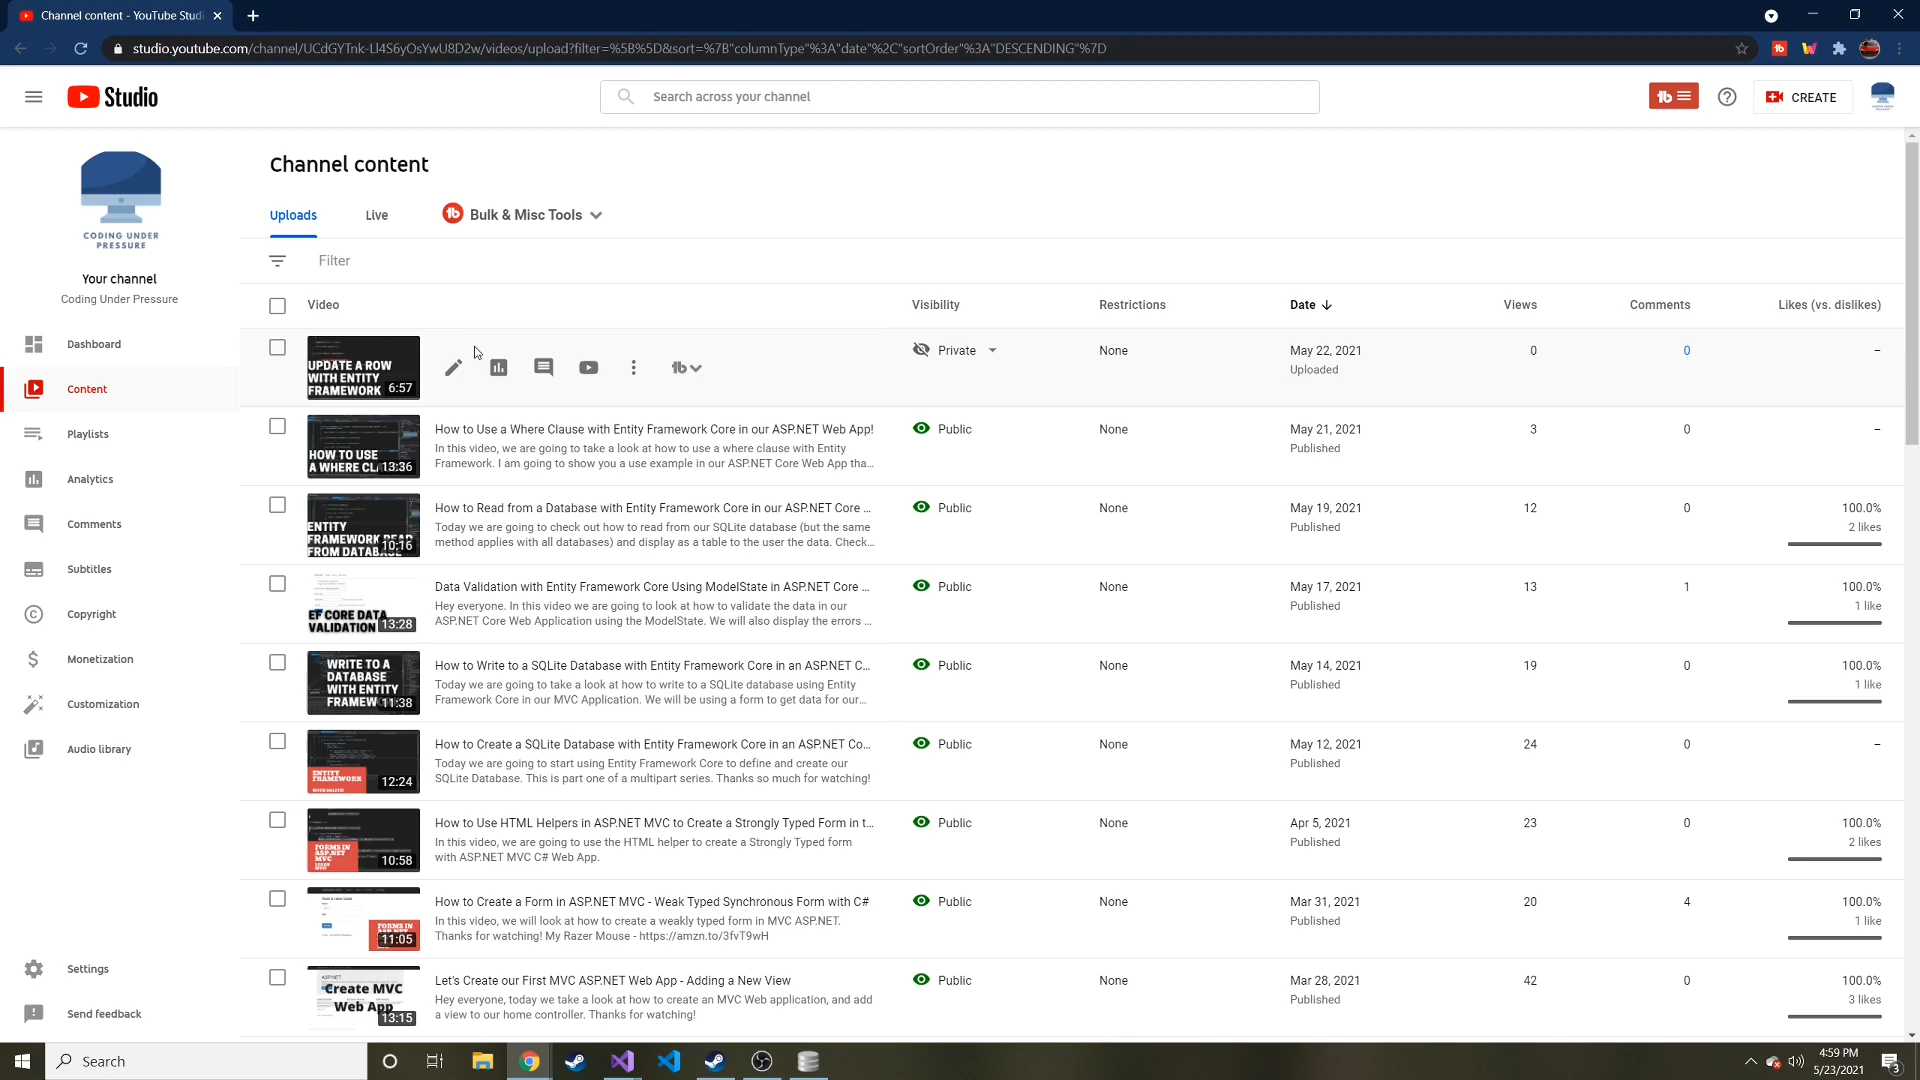 Channel content - YouTube Studi
studio.youtube.com/channel/UCdGYTnk-Ll4S6yOsYwU8D2w/videos/upload?filter=%5B%5D&sort=%7B"columnType"%3A"date"%2C"sortOrder"%3A"DESCENDING"%7D
Studio
Search across your channel
CREATE
CODING UNDER
PRESSURE
Your channel
Coding Under Pressure
Dashboard
Content
Playlists
Analytics
Comments
Subtitles
Copyright
Monetization
Customization
Audio library
Settings
Send feedback
Channel content
Uploads Live Bulk & Misc Tools
Filter
Video Visibility Restrictions Date Views Comments Likes (vs. dislikes)
UPDATE A ROW
WITH ENTITY
FRAMEWORK 6:57
Private None May 22, 2021 0 0 –
Uploaded
HOW TO USE
A WHERE CLA 13:36
How to Use a Where Clause with Entity Framework Core in our ASP.NET Web App! Public None May 21, 2021 3 0 –
In this video, we are going to take a look at how to use a where clause with Entity Published
Framework. I am going to show you a use example in our ASP.NET Core Web App tha...
ENTITY
FRAMEWORK READ
FROM DATABASE 10:16
How to Read from a Database with Entity Framework Core in our ASP.NET Core ... Public None May 19, 2021 12 0 100.0%
Today we are going to check out how to read from our SQLite database (but the same Published 2 likes
method applies with all databases) and display as a table to the user the data. Check...
EF CORE DATA
VALIDATION 13:28
Data Validation with Entity Framework Core Using ModelState in ASP.NET Core ... Public None May 17, 2021 13 1 100.0%
Hey everyone. In this video we are going to look at how to validate the data in our Published 1 like
ASP.NET Core Web Application using the ModelState. We will also display the errors ...
WRITE TO A
DATABASE
WITH ENTITY
FRAMEW 11:38
How to Write to a SQLite Database with Entity Framework Core in an ASP.NET C... Public None May 14, 2021 19 0 100.0%
Today we are going to take a look at how to write to a SQLite database using Entity Published 1 like
Framework Core in our MVC Application. We will be using a form to get data for our...
ENTITY
FRAMEWORK
WITH SQLITE 12:24
How to Create a SQLite Database with Entity Framework Core in an ASP.NET Co... Public None May 12, 2021 24 0 –
Today we are going to start using Entity Framework Core to define and create our Published
SQLite Database. This is part one of a multipart series. Thanks so much for watching!
FORMS IN
ASP.NET
MVC 10:58
How to Use HTML Helpers in ASP.NET MVC to Create a Strongly Typed Form in t... Public None Apr 5, 2021 23 0 100.0%
In this video, we are going to use the HTML helper to create a Strongly Typed form Published 2 likes
with ASP.NET MVC C# Web App.
FORMS IN
11:05
How to Create a Form in ASP.NET MVC - Weak Typed Synchronous Form with C# Public None Mar 31, 2021 20 4 100.0%
In this video, we will look at how to create a weakly typed form in MVC ASP.NET. Published 1 like
Thanks for watching! My Razer Mouse - https://amzn.to/3fvT9wH
ASP.NET
Create MVC
Web App 13:15
Let's Create our First MVC ASP.NET Web App - Adding a New View Public None Mar 28, 2021 42 0 100.0%
Hey everyone, today we take a look at how to create an MVC Web application, and add Published 3 likes
a view to our home controller. Thanks for watching!
Search
4:59 PM
5/23/2021
3